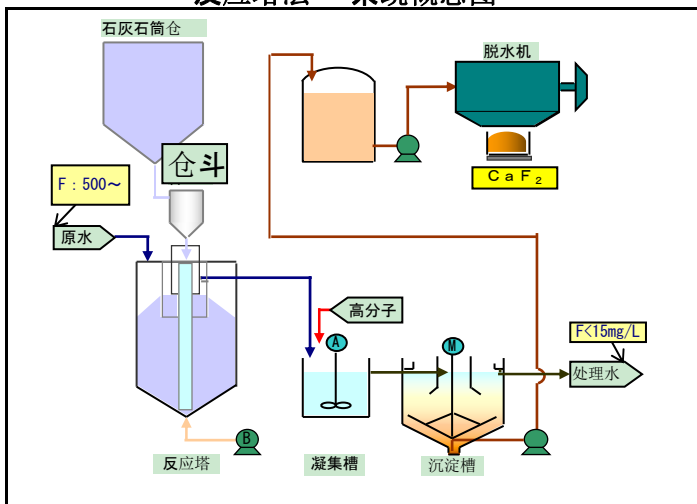 石灰石筒仓
脱水机
仓斗
F：500～
CaF₂
原水
高分子
F<15mg/L
A
M
处理水
B
反应塔
凝集槽
沉淀槽